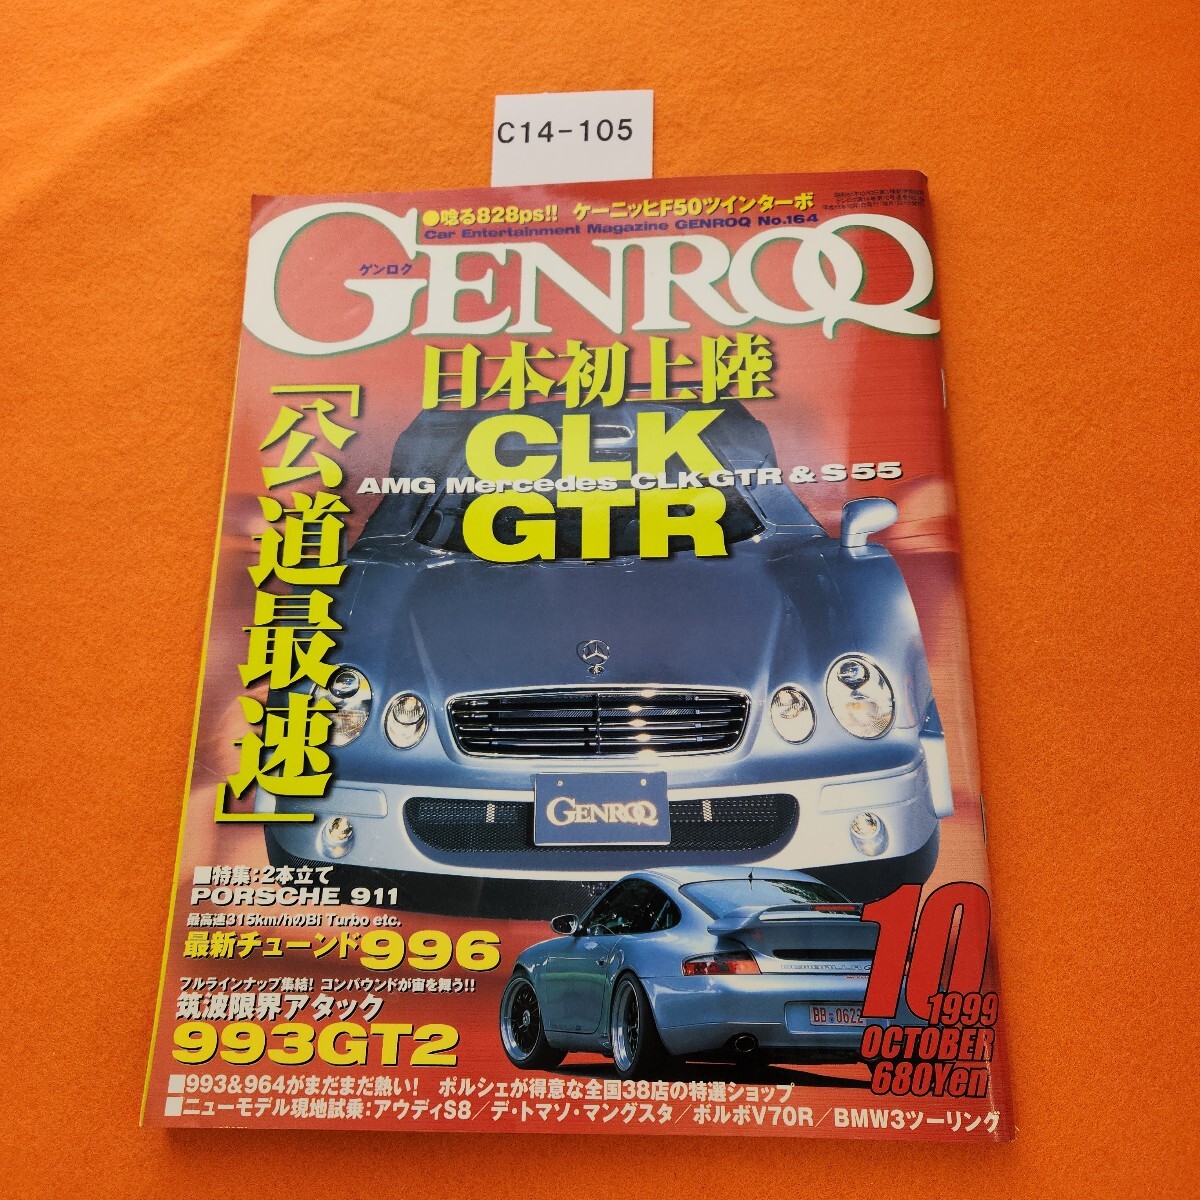 C14-105
●唸る828ps!! ケーニッヒF50ツインターボ
Car Entertainment Magazine GENROQ No.164
GENROQ
ゲンロク
日本初上陸
CLK
AMG Mercedes CLK GTR & S55
GTR
「公道最速」
GENROQ
■特集:2本立て
PORSCHE 911
最高速315km/hのBi Turbo etc.
最新チューンド996
フルラインナップ集結! コンパウンドが宙を舞う!!
筑波限界アタック
993GT2
BB 0622
10
1999
OCTOBER
680Yen
■993&964がまだまだ熱い! ポルシェが得意な全国38店の特選ショップ
■ニューモデル現地試乗:アウディS8/デ・トマソ・マングスタ/ボルボV70R/BMW3ツーリング